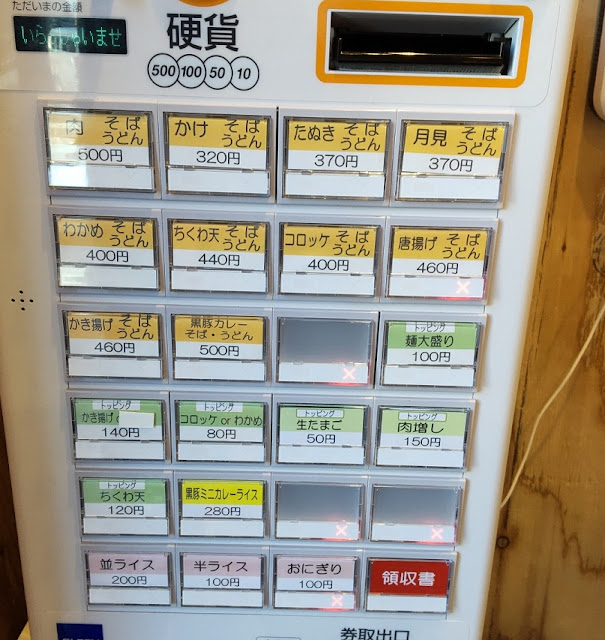 ただいまの金額
いらっしゃいませ
硬貨
500 100 50 10
肉 そば うどん
500円
かけ そば うどん
320円
たぬき そば うどん
370円
月見 そば うどん
370円
わかめ そば うどん
400円
ちくわ天 そば うどん
440円
コロッケ そば うどん
400円
唐揚げ そば うどん
460円
かき揚げ そば うどん
460円
黒豚カレー
そば・うどん
500円
トッピング
麺大盛り
100円
トッピング
かき揚げ
140円
トッピング
コロッケ or わかめ
80円
トッピング
生たまご
50円
トッピング
肉増し
150円
トッピング
ちくわ天
120円
黒豚ミニカレーライス
280円
並ライス
200円
半ライス
100円
おにぎり
100円
領収書
券取出口